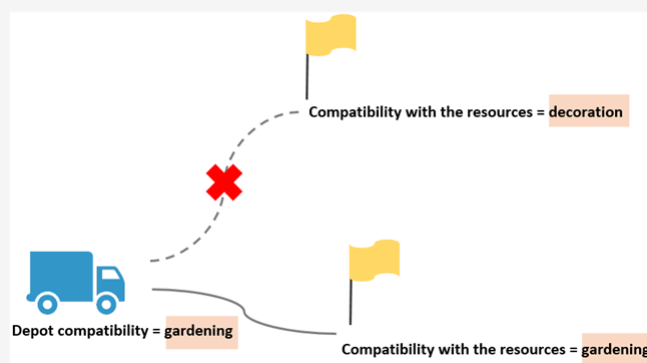 Compatibility with the resources = decoration
Depot compatibility = gardening
Compatibility with the resources = gardening